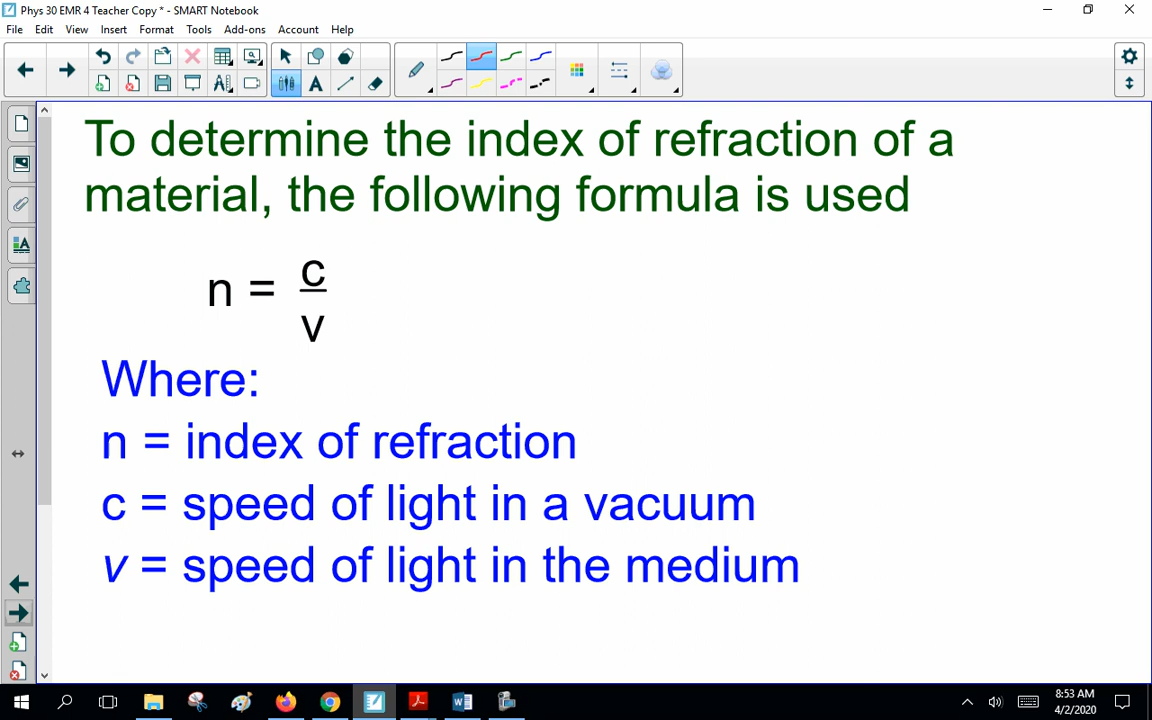 Phys 30 EMR 4 Teacher Copy * - SMART Notebook
File Edit View Insert Format Tools Add-ons Account Help
To determine the index of refraction of a
material, the following formula is used
n = c
v
Where:
n = index of refraction
c = speed of light in a vacuum
v = speed of light in the medium
8:53 AM
4/2/2020